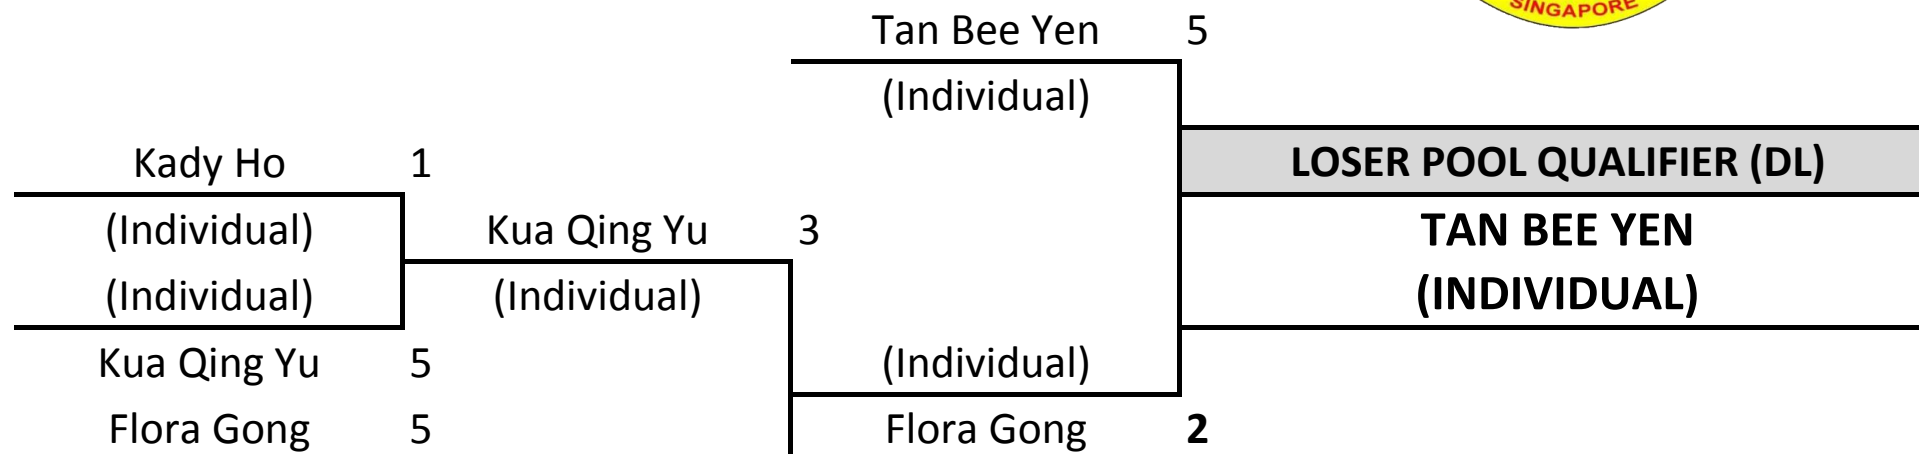 SINGAPORE
Tan Bee Yen 5
(Individual)
Kady Ho 1
LOSER POOL QUALIFIER (DL)
(Individual)
Kua Qing Yu 3
TAN BEE YEN
(Individual)
(Individual)
(INDIVIDUAL)
Kua Qing Yu 5
(Individual)
Flora Gong 5
Flora Gong 2